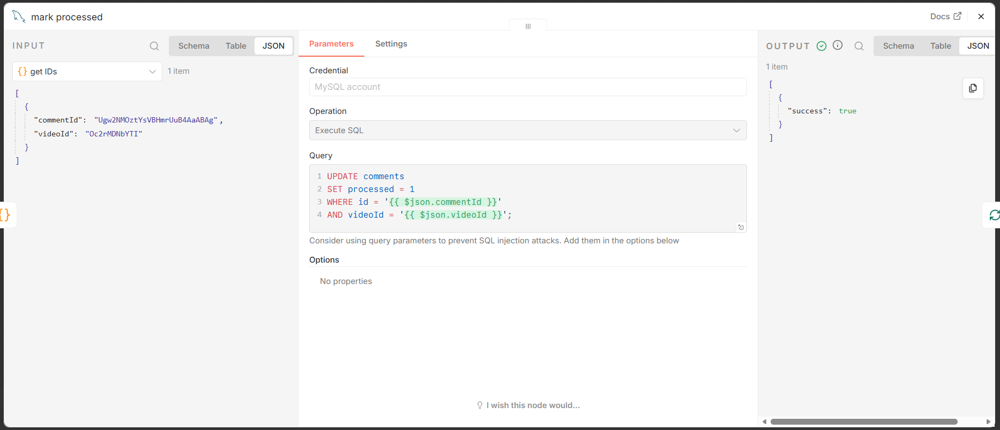 mark processed
Docs
INPUT
Schema
Table
JSON
{} get IDs
1 item
[
{
"commentId": "Ugw2NMOztYsVBHmrUuB4AaABAg",
"videoId": "Oc2rMDNbYTI"
}
]
{}
Parameters
Settings
Credential
MySQL account
Operation
Execute SQL
Query
1 UPDATE comments
2 SET processed = 1
3 WHERE id = '{{ $json.commentId }}'
4 AND videoId = '{{ $json.videoId }}';
Consider using query parameters to prevent SQL injection attacks. Add them in the options below
Options
No properties
I wish this node would...
OUTPUT
Schema
Table
JSON
1 item
[
{
"success": true
}
]